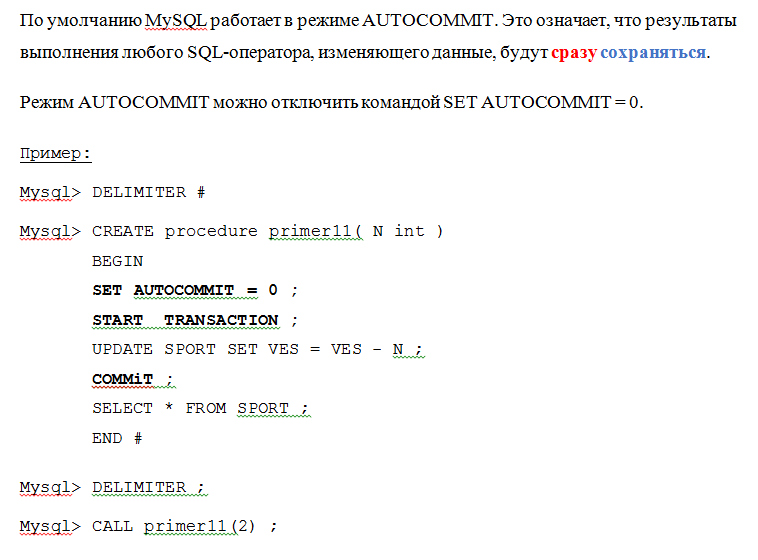 По умолчанию MySQL работает в режиме AUTOCOMMIT. Это означает, что результаты
выполнения любого SQL-оператора, изменяющего данные, будут сразу сохраняться.
Режим AUTOCOMMIT можно отключить командой SET AUTOCOMMIT = 0.
Пример:
Mysql> DELIMITER #
Mysql> CREATE procedure primer11( N int )
BEGIN
SET AUTOCOMMIT = 0 ;
START  TRANSACTION ;
UPDATE SPORT SET VES = VES – N ;
COMMiT ;
SELECT * FROM SPORT ;
END #
Mysql> DELIMITER ;
Mysql> CALL primer11(2) ;